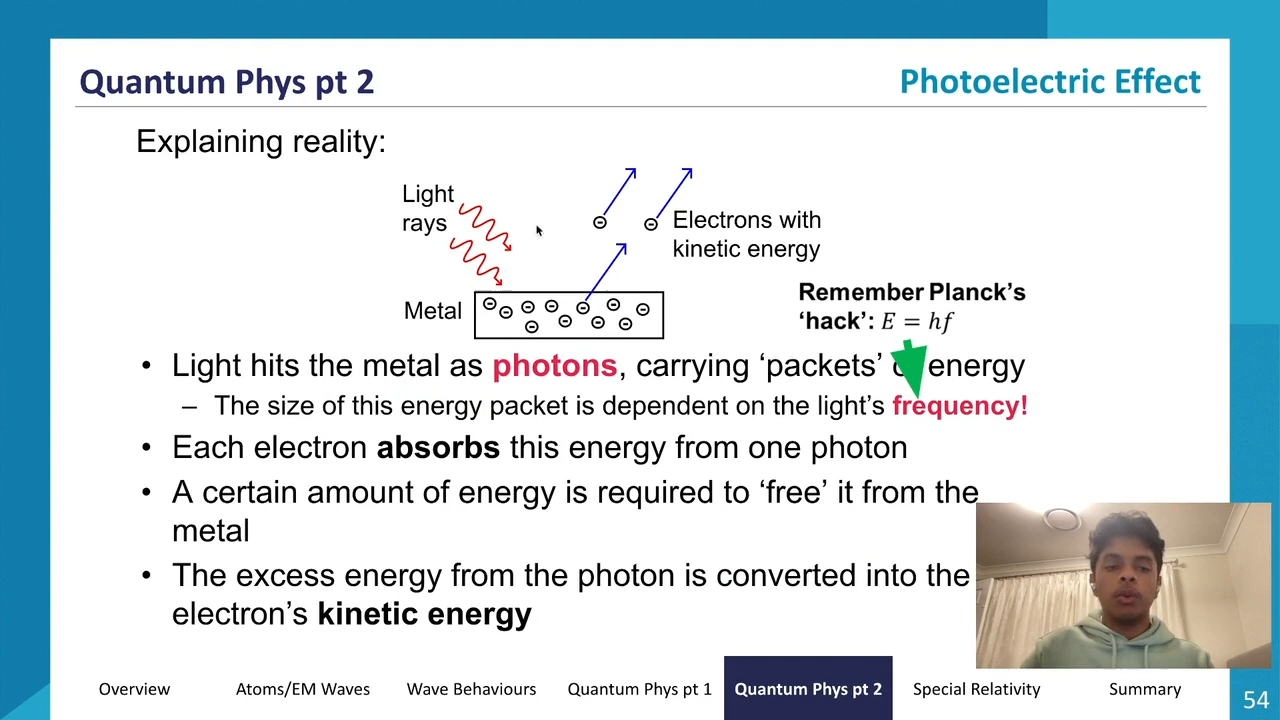 Quantum Phys pt 2
Photoelectric Effect
Explaining reality:
Light
rays
Electrons with
kinetic energy
Metal
Remember Planck’s
‘hack’: E = hf
• Light hits the metal as photons, carrying ‘packets’ energy
– The size of this energy packet is dependent on the light’s frequency!
• Each electron absorbs this energy from one photon
• A certain amount of energy is required to ‘free’ it from the
metal
• The excess energy from the photon is converted into the
electron’s kinetic energy
Overview
Atoms/EM Waves
Wave Behaviours
Quantum Phys pt 1
Quantum Phys pt 2
Special Relativity
Summary
54